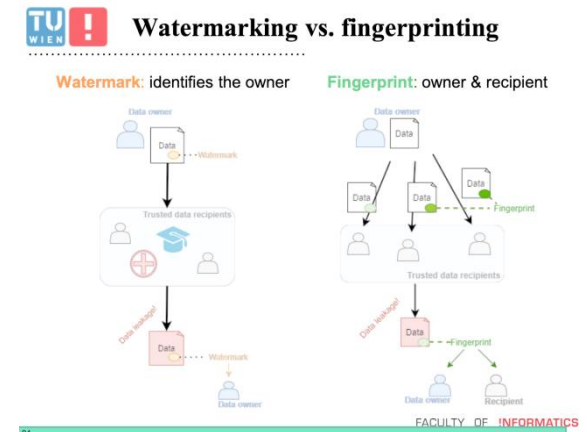 TU
WIEN
!
Watermarking vs. fingerprinting
Watermark: identifies the owner
Data owner
Data
Watermark
Trusted data recipients
Data leakage!
Data
Watermark
Data owner
Fingerprint: owner & recipient
Data owner
Data
Data
Data
Data
Fingerprint
Trusted data recipients
Data leakage!
Data
Fingerprint
Data owner
Recipient
FACULTY OF !NFORMATICS